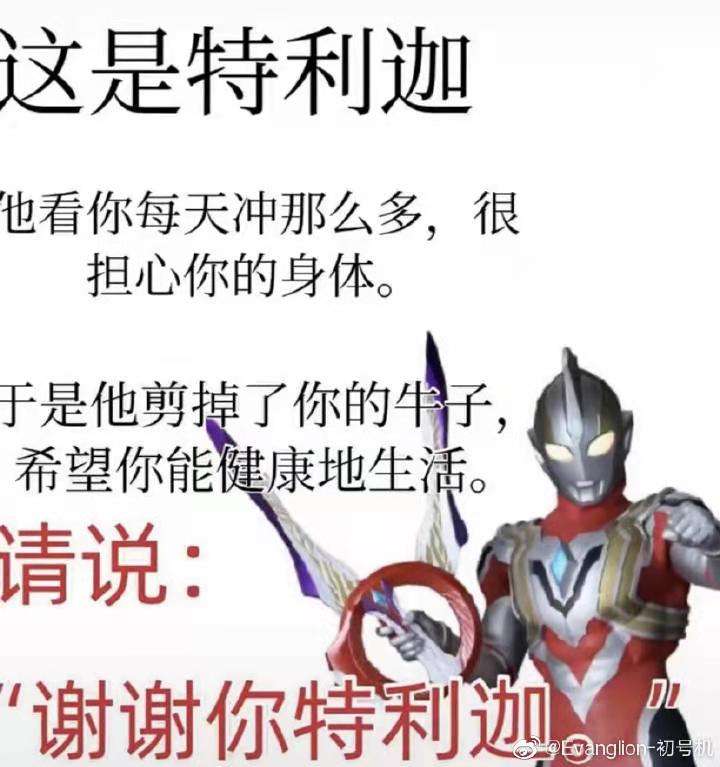 这是特利迦
他看你每天冲那么多，很
担心你的身体。
于是他剪掉了你的牛子，
希望你能健康地生活。
请说：
“谢谢你特利迦。”
@Evanglion-初号机